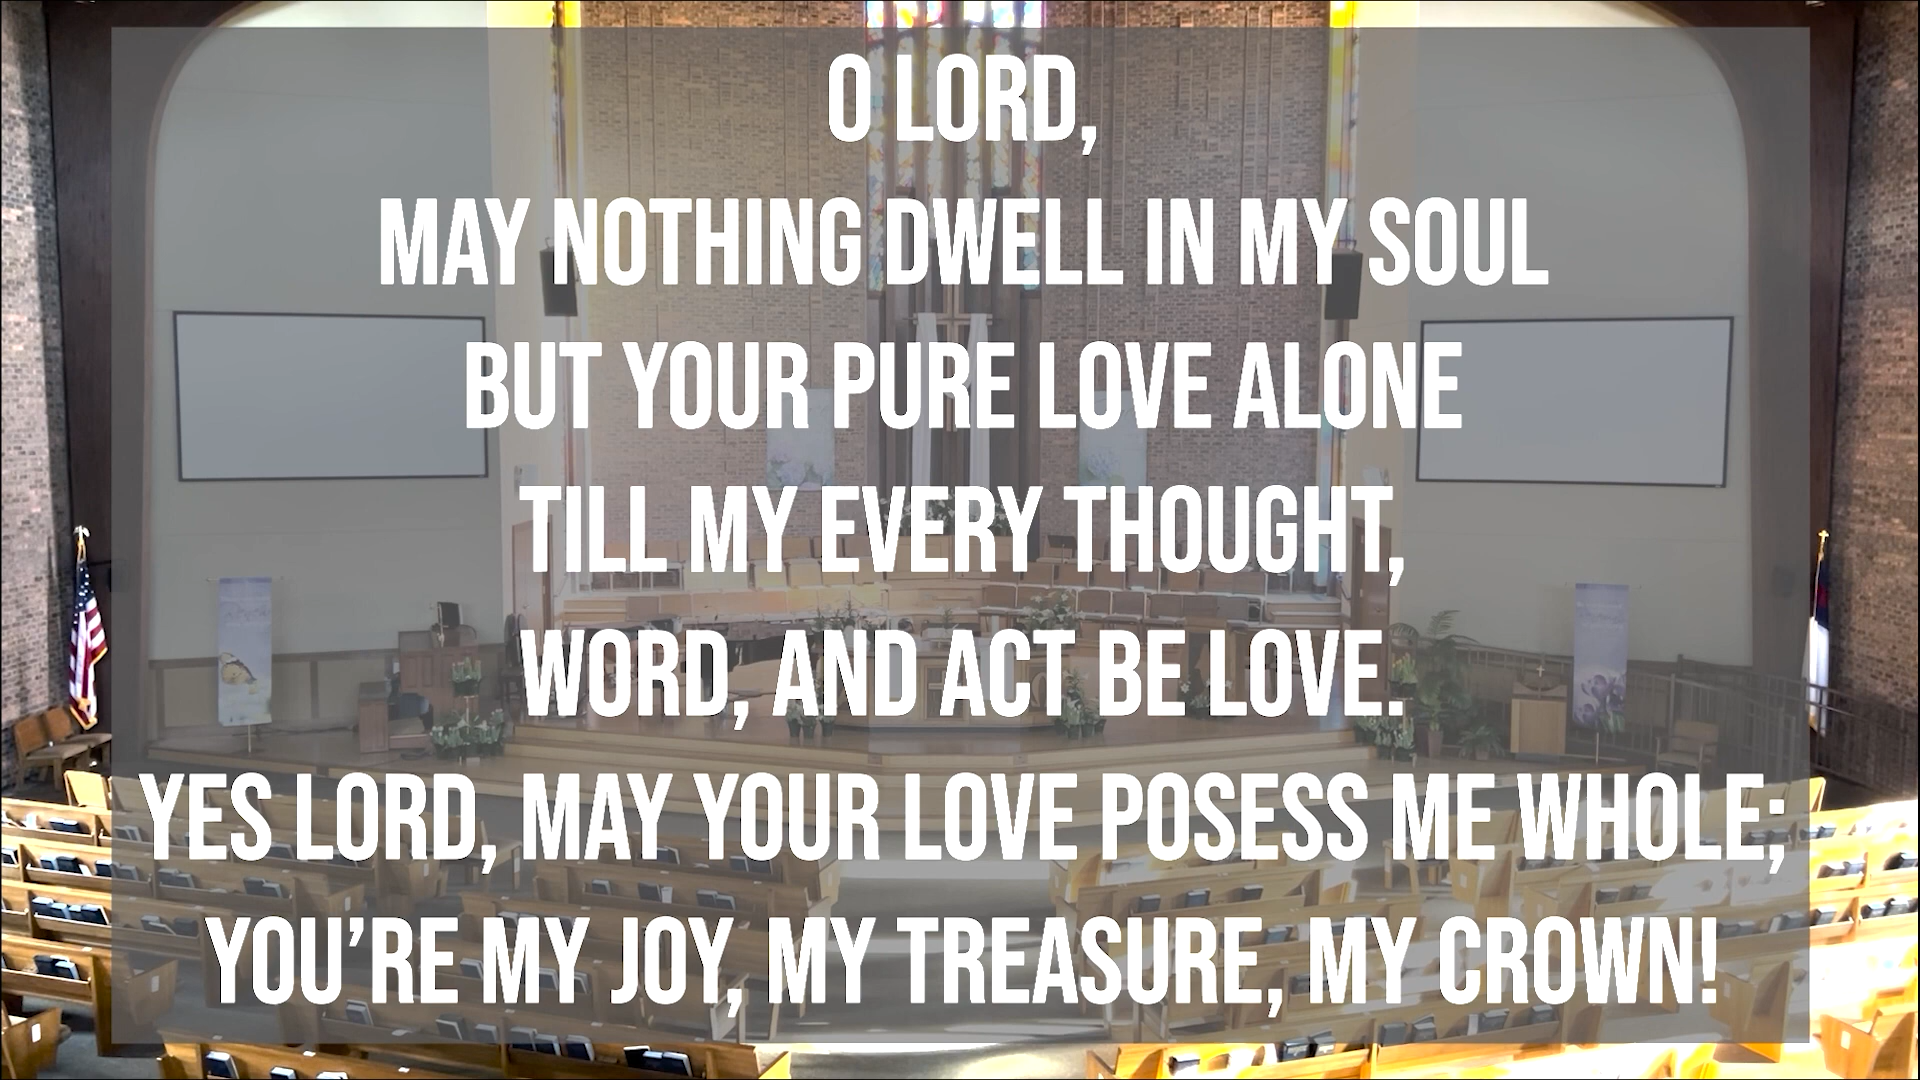 O LORD,
MAY NOTHING DWELL IN MY SOUL
BUT YOUR PURE LOVE ALONE
TILL MY EVERY THOUGHT,
WORD, AND ACT BE LOVE.
YES LORD, MAY YOUR LOVE POSESS ME WHOLE;
YOU’RE MY JOY, MY TREASURE, MY CROWN!